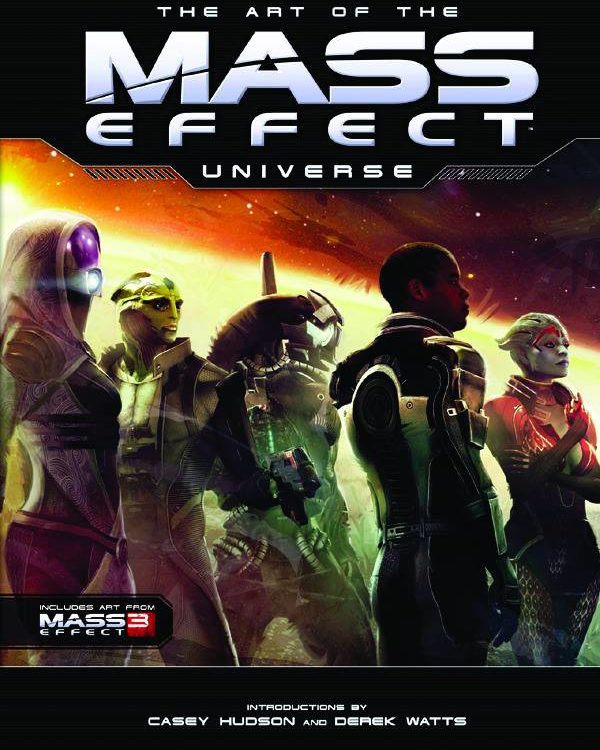 THE ART OF THE
MASS
EFFECT™
UNIVERSE
INCLUDES ART FROM
MASS 3
EFFECT
INTRODUCTIONS BY
CASEY HUDSON AND DEREK WATTS